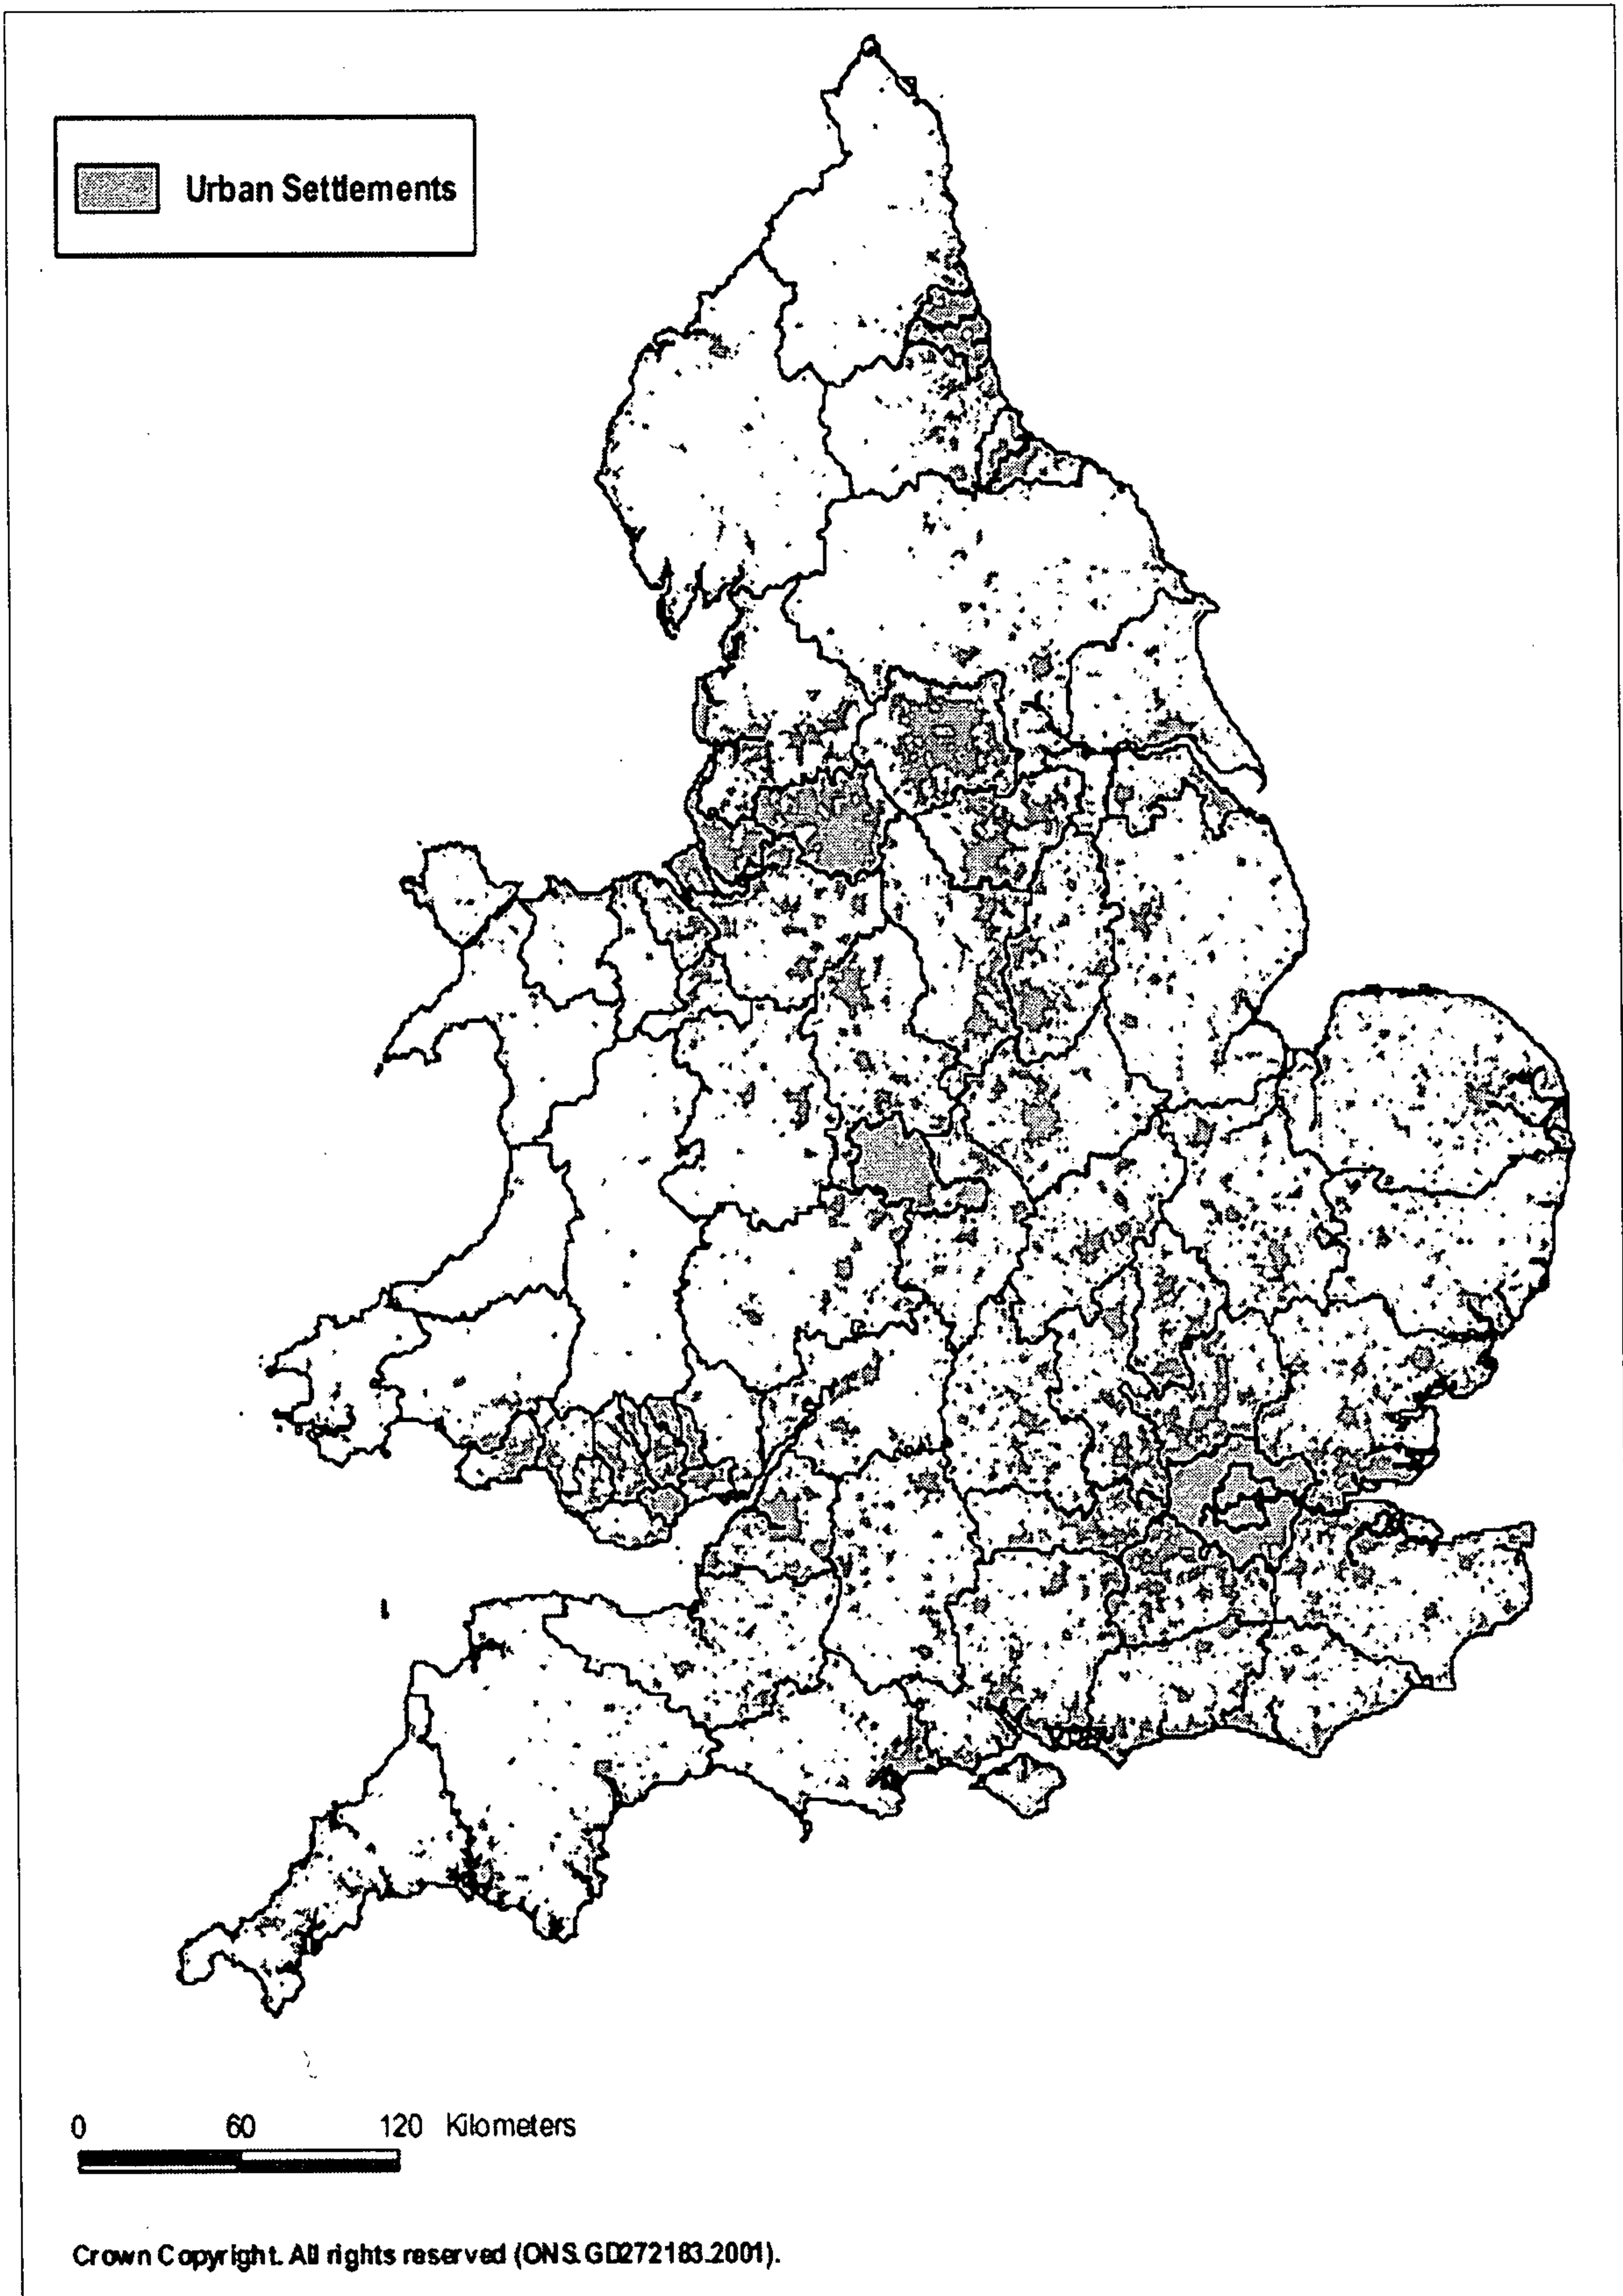 Urban Settlements
0 60 120 Kilometers
Crown Copyright. All rights reserved (ONS.GD272183.2001).